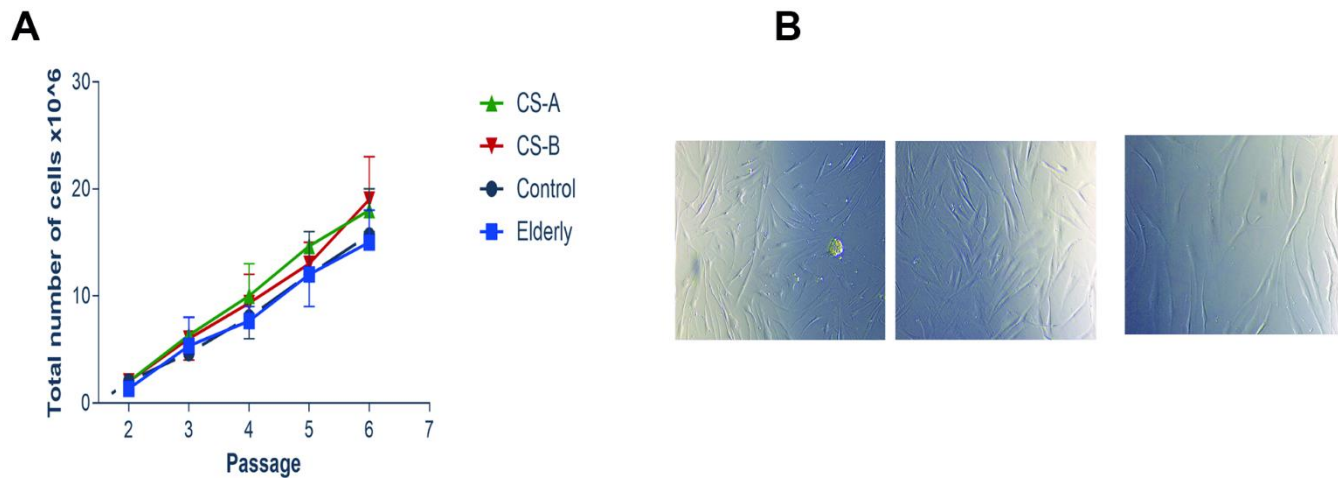 A
B
Total number of cells x10^6
30
20
10
0
2 3 4 5 6 7
Passage
CS-A
CS-B
Control
Elderly